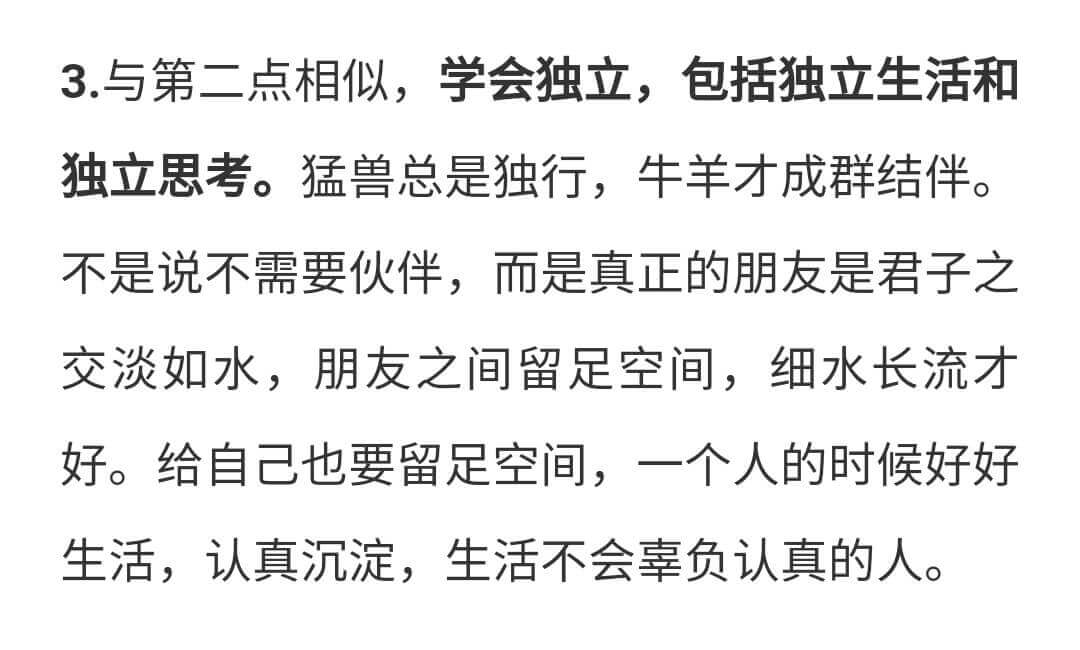 3.与第二点相似，学会独立，包括独立生活和
独立思考。猛兽总是独行，牛羊才成群结伴。
不是说不需要伙伴，而是真正的朋友是君子之
交淡如水，朋友之间留足空间，细水长流才
好。给自己也要留足空间，一个人的时候好好
生活，认真沉淀，生活不会辜负认真的人。